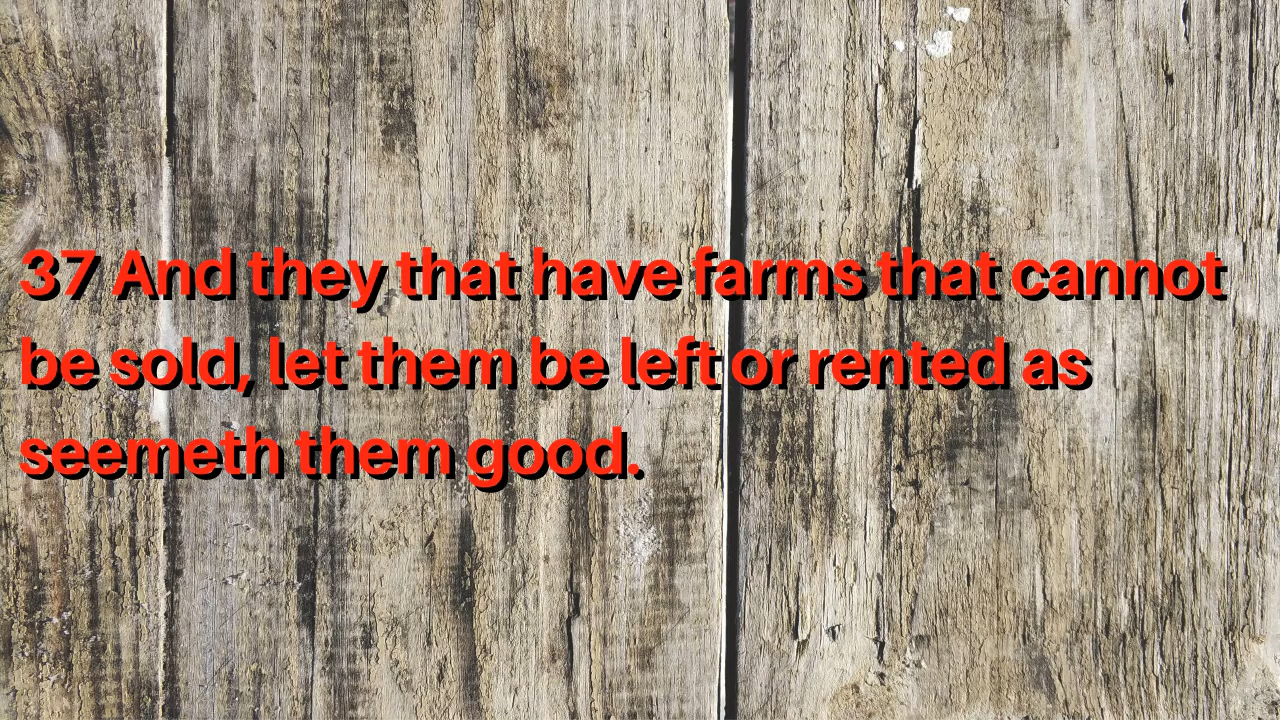 37 And they that have farms that cannot
be sold, let them be left or rented as
seemeth them good.